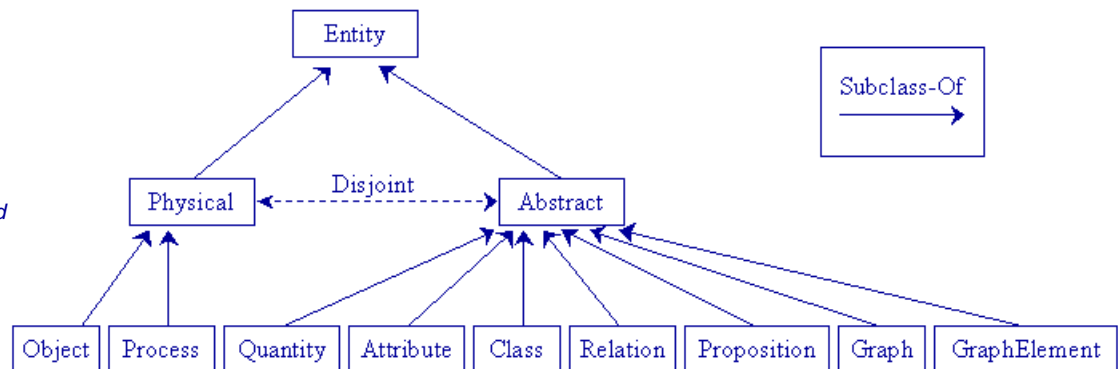 Entity
Subclass-Of
Physical
Disjoint
Abstract
d
Object
Process
Quantity
Attribute
Class
Relation
Proposition
Graph
GraphElement